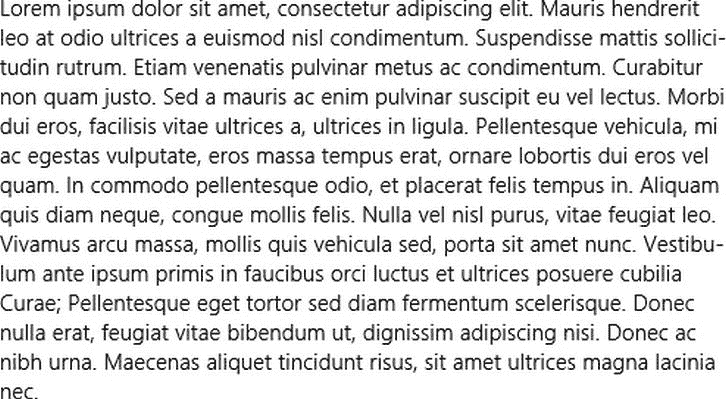 Lorem ipsum dolor sit amet, consectetur adipiscing elit. Mauris hendrerit
leo at odio ultrices a euismod nisl condimentum. Suspendisse mattis sollici-
tudin rutrum. Etiam venenatis pulvinar metus ac condimentum. Curabitur
non quam justo. Sed a mauris ac enim pulvinar suscipit eu vel lectus. Morbi
dui eros, facilisis vitae ultrices a, ultrices in ligula. Pellentesque vehicula, mi
ac egestas vulputate, eros massa tempus erat, ornare lobortis dui eros vel
quam. In commodo pellentesque odio, et placerat felis tempus in. Aliquam
quis diam neque, congue mollis felis. Nulla vel nisl purus, vitae feugiat leo.
Vivamus arcu massa, mollis quis vehicula sed, porta sit amet nunc. Vestibu-
lum ante ipsum primis in faucibus orci luctus et ultrices posuere cubilia
Curae; Pellentesque eget tortor sed diam fermentum scelerisque. Donec
nulla erat, feugiat vitae bibendum ut, dignissim adipiscing nisi. Donec ac
nibh urna. Maecenas aliquet tincidunt risus, sit amet ultrices magna lacinia
nec.